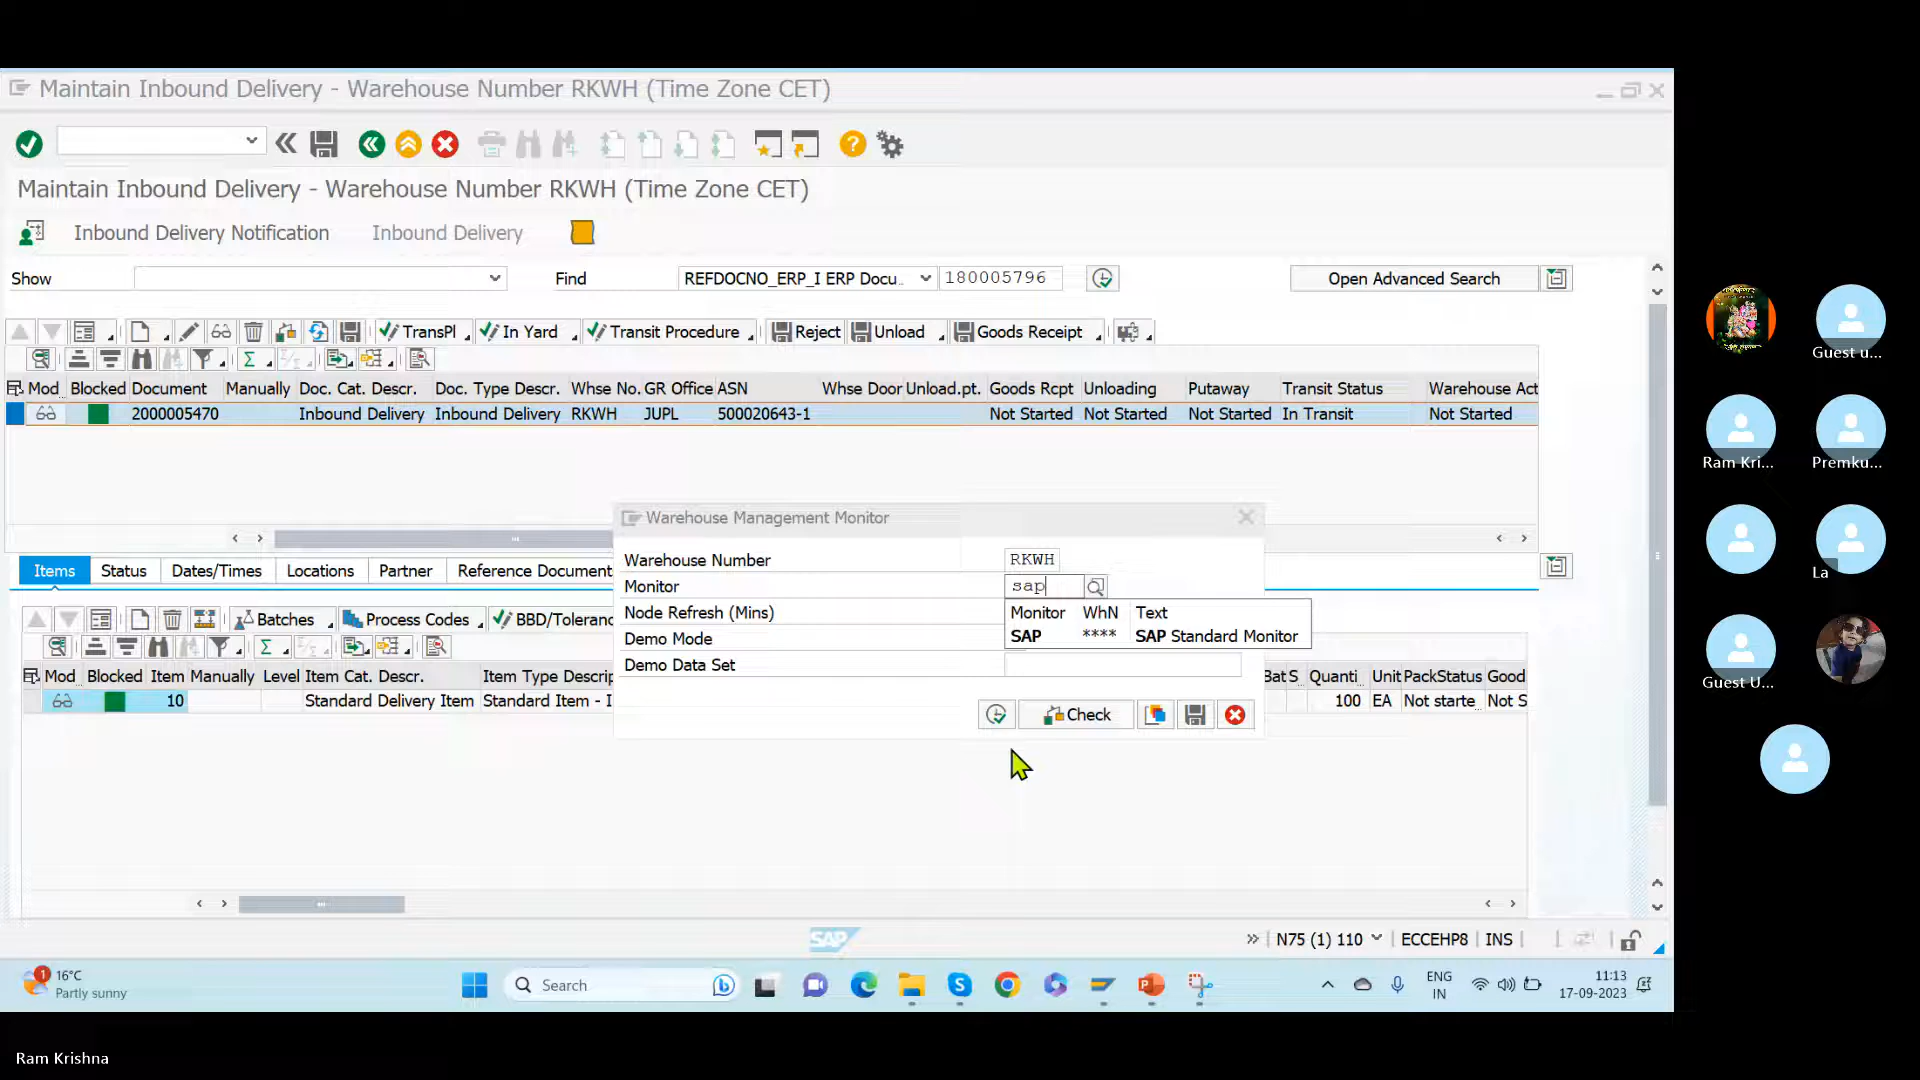 Maintain Inbound Delivery - Warehouse Number RKWH (Time Zone CET)
Maintain Inbound Delivery - Warehouse Number RKWH (Time Zone CET)
Inbound Delivery Notification Inbound Delivery
Show Find REFDOCNO_ERP_I ERP Docu.. 180005796 Open Advanced Search
TransPl In Yard Transit Procedure Reject Unload Goods Receipt
Mod Blocked Document Manually Doc. Cat. Descr. Doc. Type Descr. Whse No. GR Office ASN Whse Door Unload.pt. Goods Rcpt Unloading Putaway Transit Status Warehouse Act
2000005470 Inbound Delivery Inbound Delivery RKWH JUPL 500020643-1 Not Started Not Started Not Started In Transit Not Started
Warehouse Management Monitor
Warehouse Number RKWH
Monitor sap
Node Refresh (Mins)
Demo Mode
Demo Data Set
Monitor WhN Text
SAP **** SAP Standard Monitor
Check
Items Status Dates/Times Locations Partner Reference Document
Batches Process Codes BBD/Toleranc
Mod Blocked Item Manually Level Item Cat. Descr. Item Type Descrip Bat S.. Quanti.. Unit PackStatus Good
10 Standard Delivery Item Standard Item - I 100 EA Not starte.. Not S
SAP
N75 (1) 110 ECCEHP8 INS
1
16°C
Partly sunny
Search
ENG
IN
11:13
17-09-2023
Guest u...
Ram Kri...
Premku...
La
Guest U...
Ram Krishna